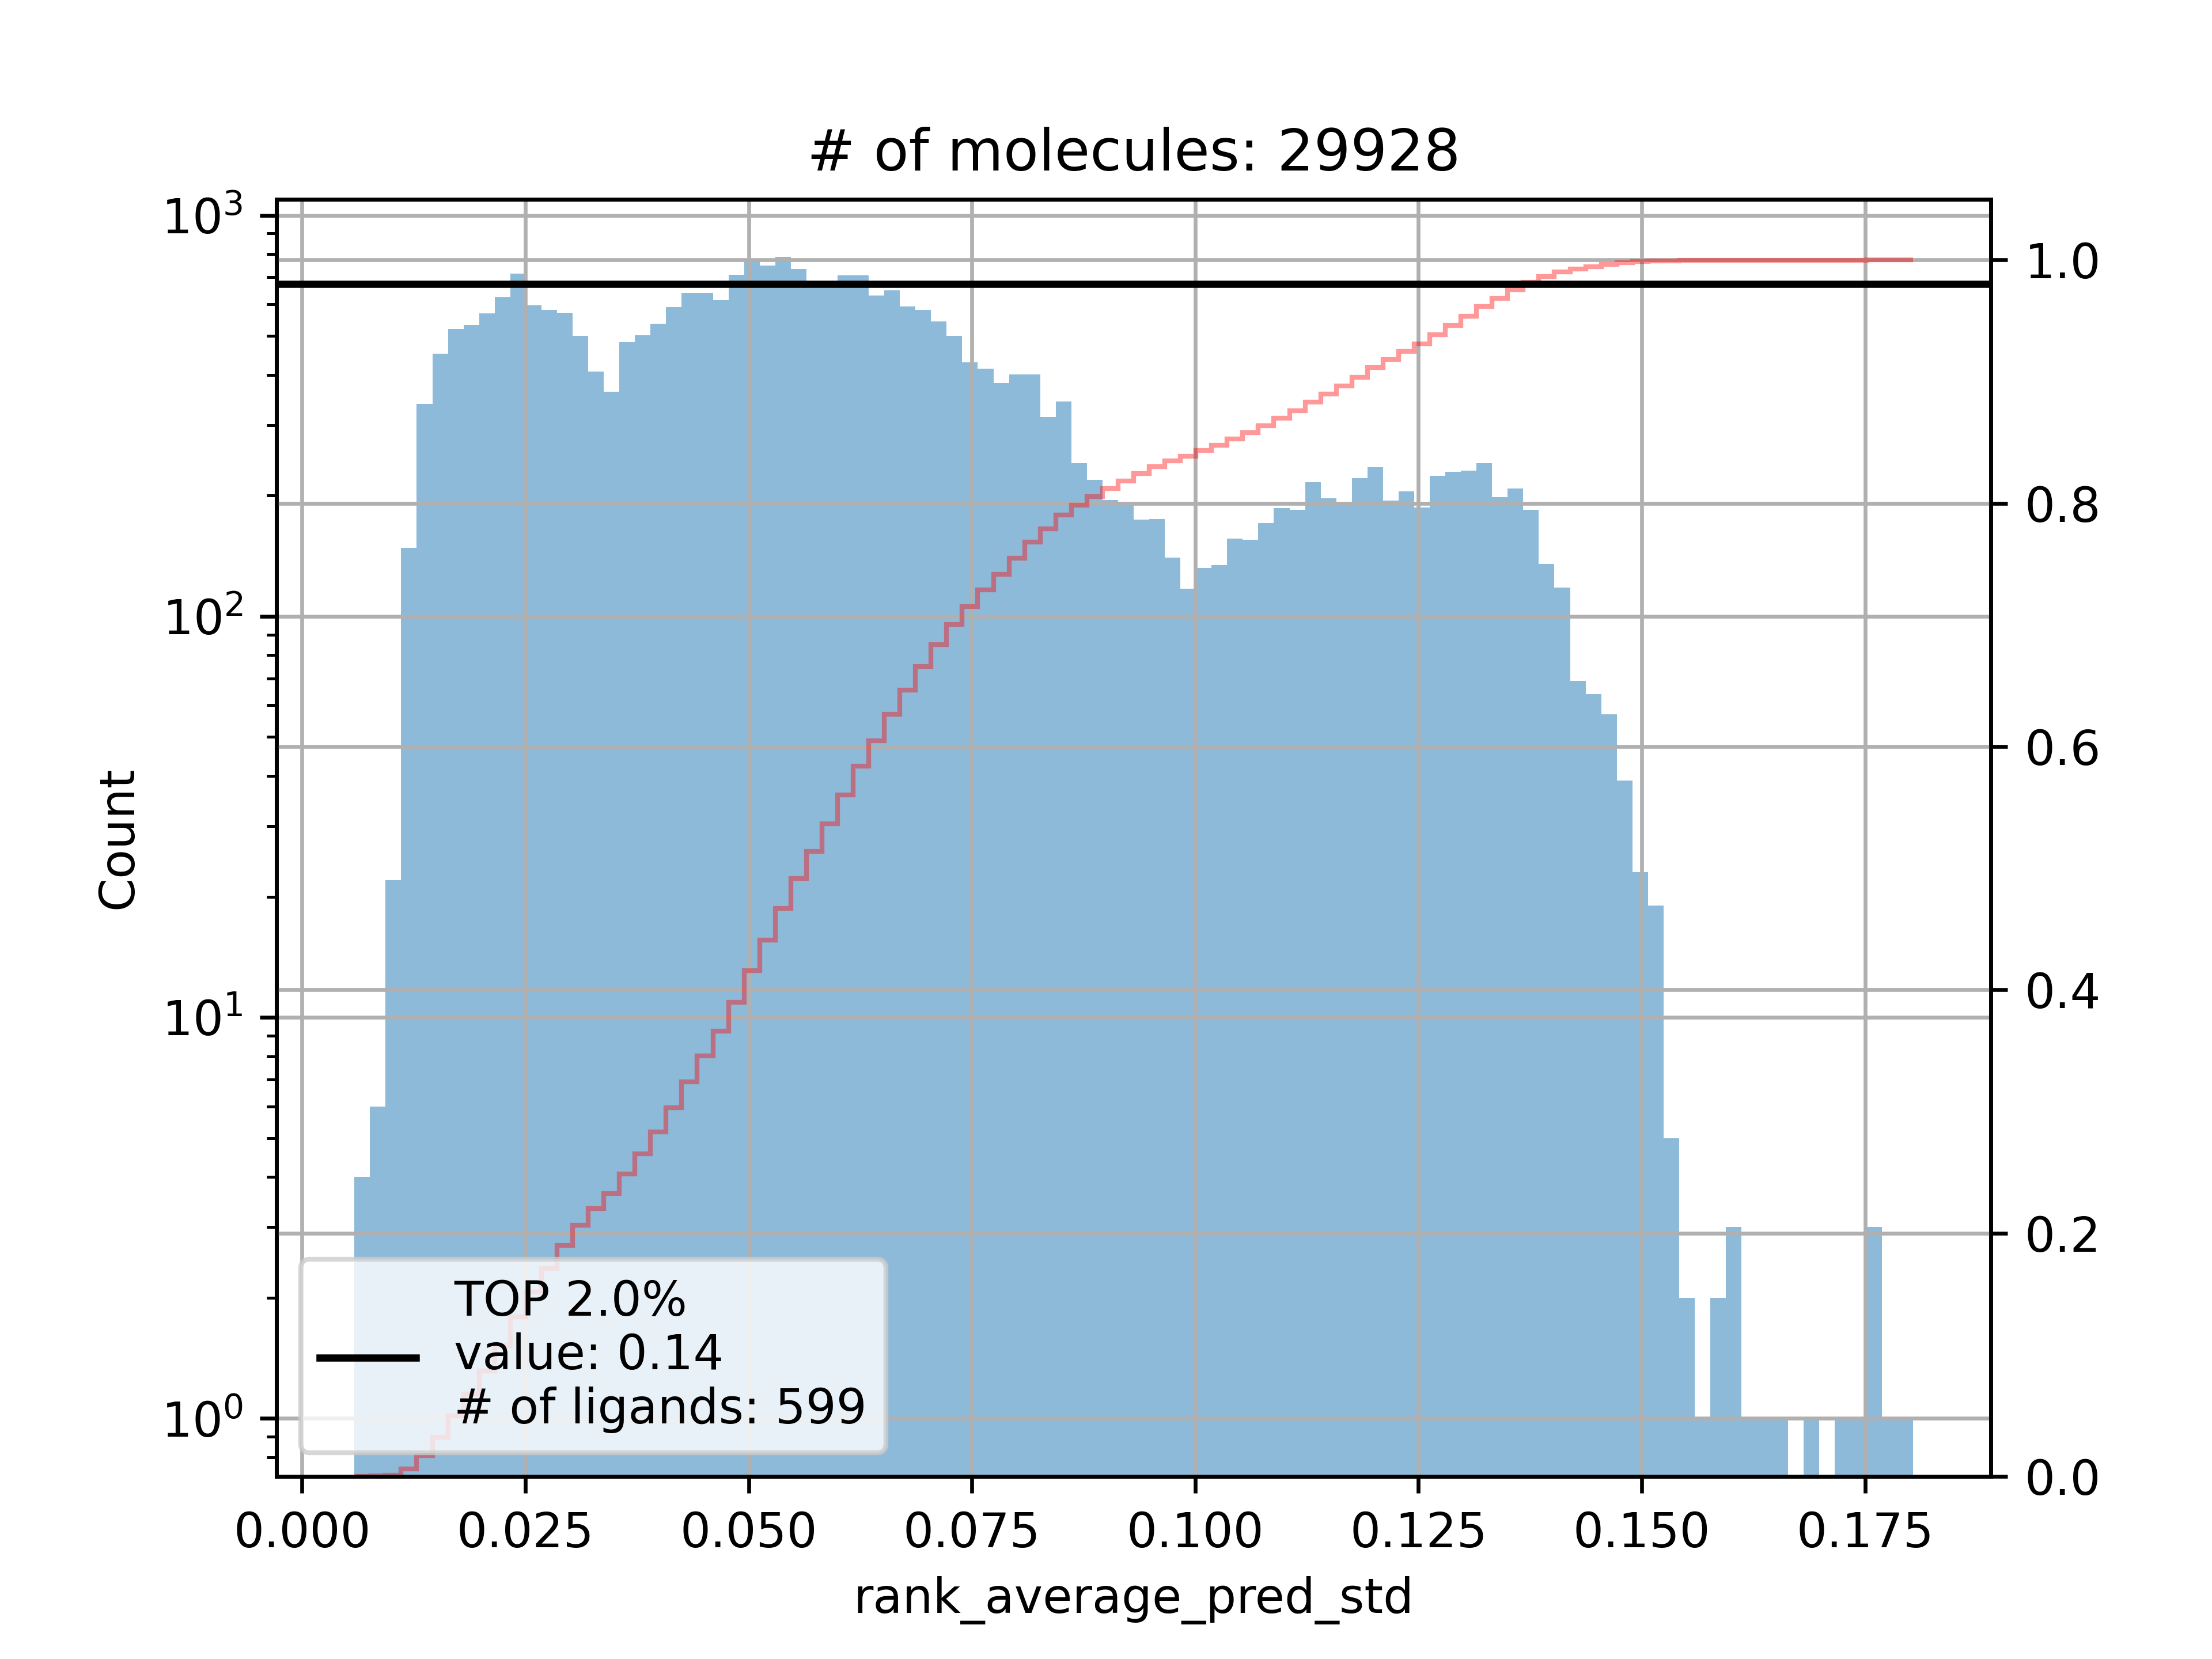 # of molecules: 29928
10³
10²
10¹
10⁰
Count
1.0
0.8
0.6
0.4
0.2
0.0
TOP 2.0%
value: 0.14
# of ligands: 599
0.000 0.025 0.050 0.075 0.100 0.125 0.150 0.175
rank_average_pred_std